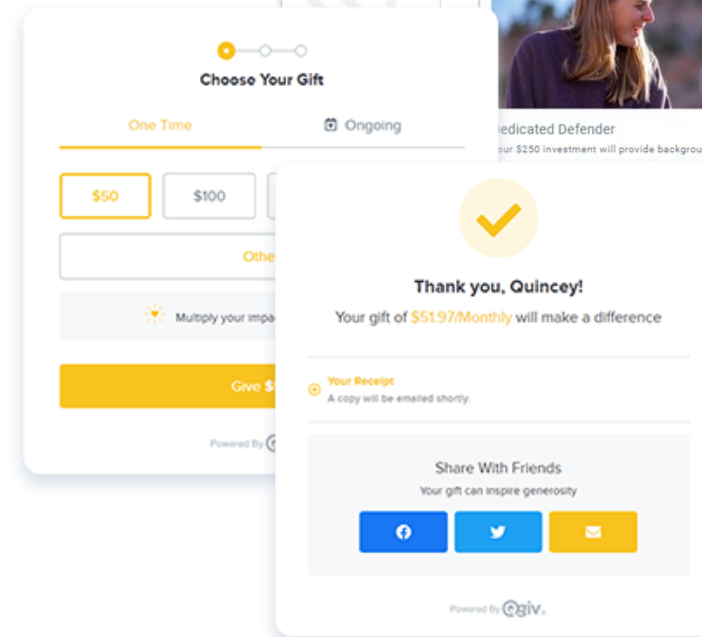 Choose Your Gift
One Time
Ongoing
$50
$100
Othe
Multiply your impa
Give $
Powered By
edicated Defender
our $250 investment will provide backgrou
Thank you, Quincey!
Your gift of $51.97/Monthly will make a difference
Your Receipt
A copy will be emailed shortly.
Share With Friends
Your gift can inspire generosity
Powered By Qgiv